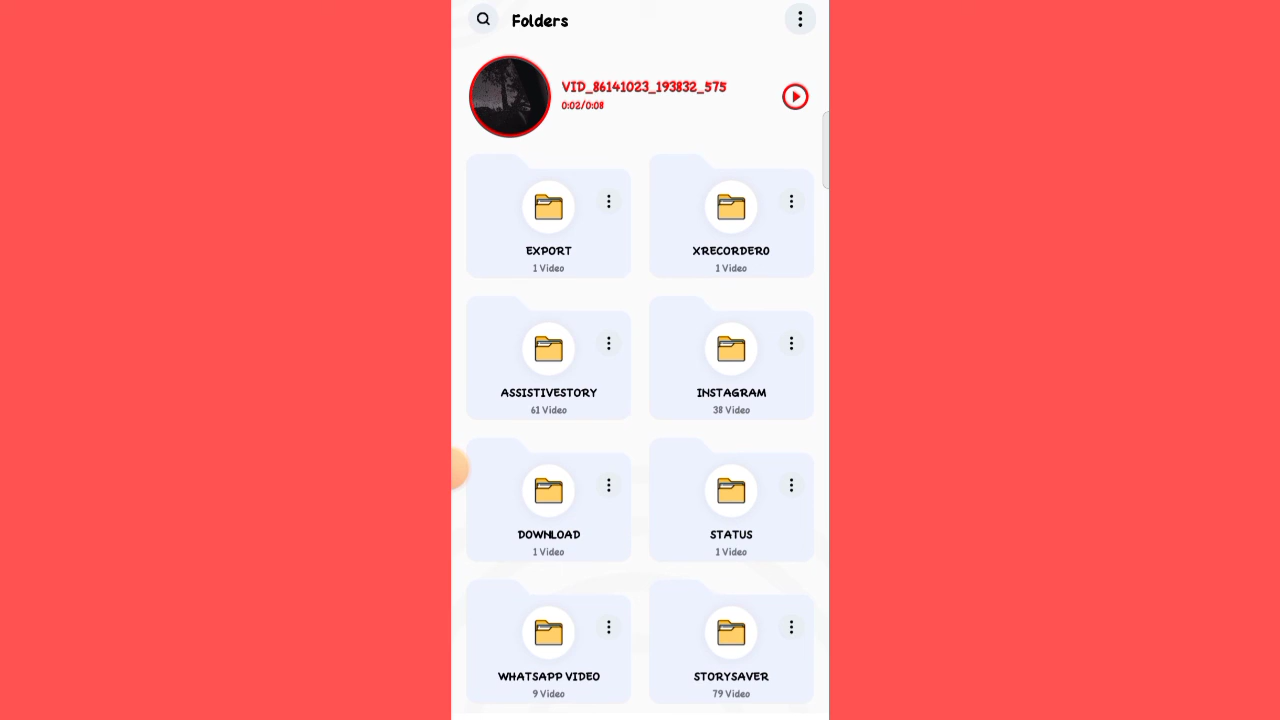 Folders
VID_86141023_193832_575
0:02/0:08
EXPORT
1 Video
XRECORDER0
1 Video
ASSISTIVESTORY
61 Video
INSTAGRAM
38 Video
DOWNLOAD
1 Video
STATUS
1 Video
WHATSAPP VIDEO
9 Video
STORYSAVER
79 Video